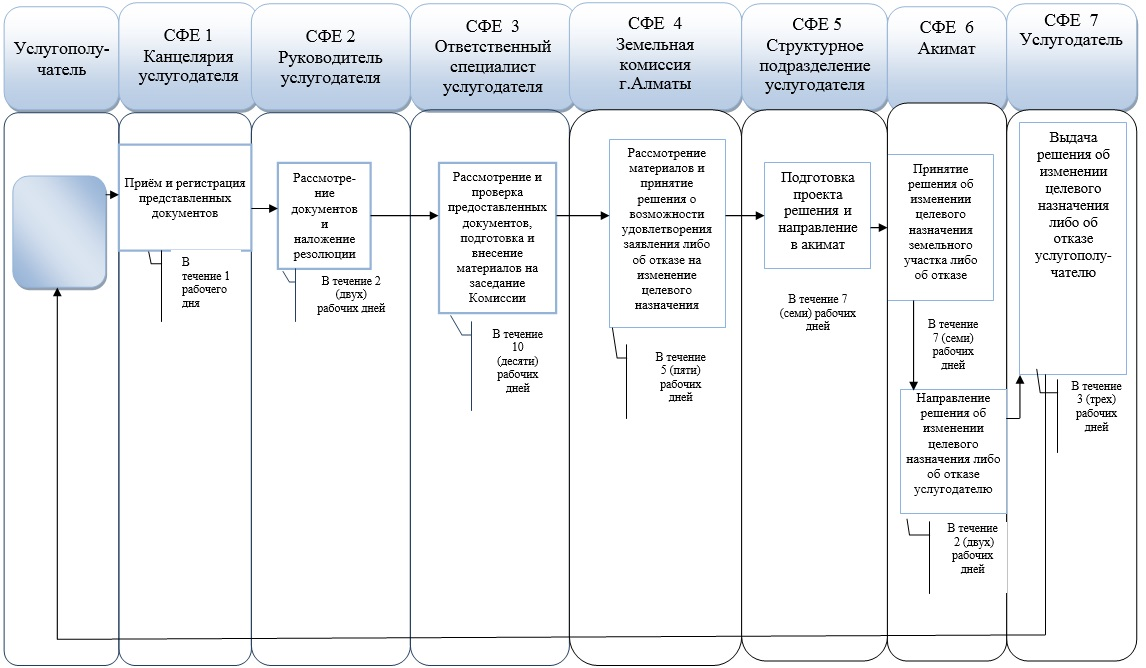 Услугополу-
чатель
СФЕ 1
Канцелярия
услугодателя
СФЕ 2
Руководитель
услугодателя
СФЕ 3
Ответственный
специалист
услугодателя
СФЕ 4
Земельная
комиссия
г.Алматы
СФЕ 5
Структурное
подразделение
услугодателя
СФЕ 6
Акимат
СФЕ 7
Услугодатель
Приём и регистрация
представленных
документов
В
течение 1
рабочего
дня
Рассмотре-
ние
документов
и
наложение
резолюции
В течение 2
(двух)
рабочих дней
Рассмотрение и
проверка
предоставленных
документов,
подготовка и
внесение
материалов на
заседание
Комиссии
В течение
10
(десяти)
рабочих
дней
Рассмотрение
материалов и
принятие
решения о
возможности
удовлетворения
заявления либо
об отказе на
изменение
целевого
назначения
В течение
5 (пяти)
рабочих
дней
Подготовка
проекта
решения и
направление
в акимат
В течение 7
(семи) рабочих
дней
Принятие
решения об
изменении
целевого
назначения
земельного
участка либо
об отказе
В течение
7 (семи)
рабочих
дней
Направление
решения об
изменении
целевого
назначения либо
об отказе
услугодателю
В течение
2 (двух)
рабочих
дней
Выдача
решения об
изменении
целевого
назначения
либо об
отказе
услугополу-
чателю
В течение
3 (трех)
рабочих
дней